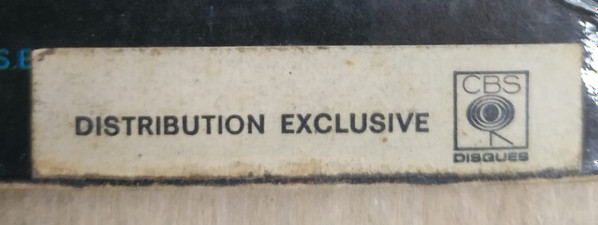 S.E
DISTRIBUTION EXCLUSIVE
CBS
DISQUES